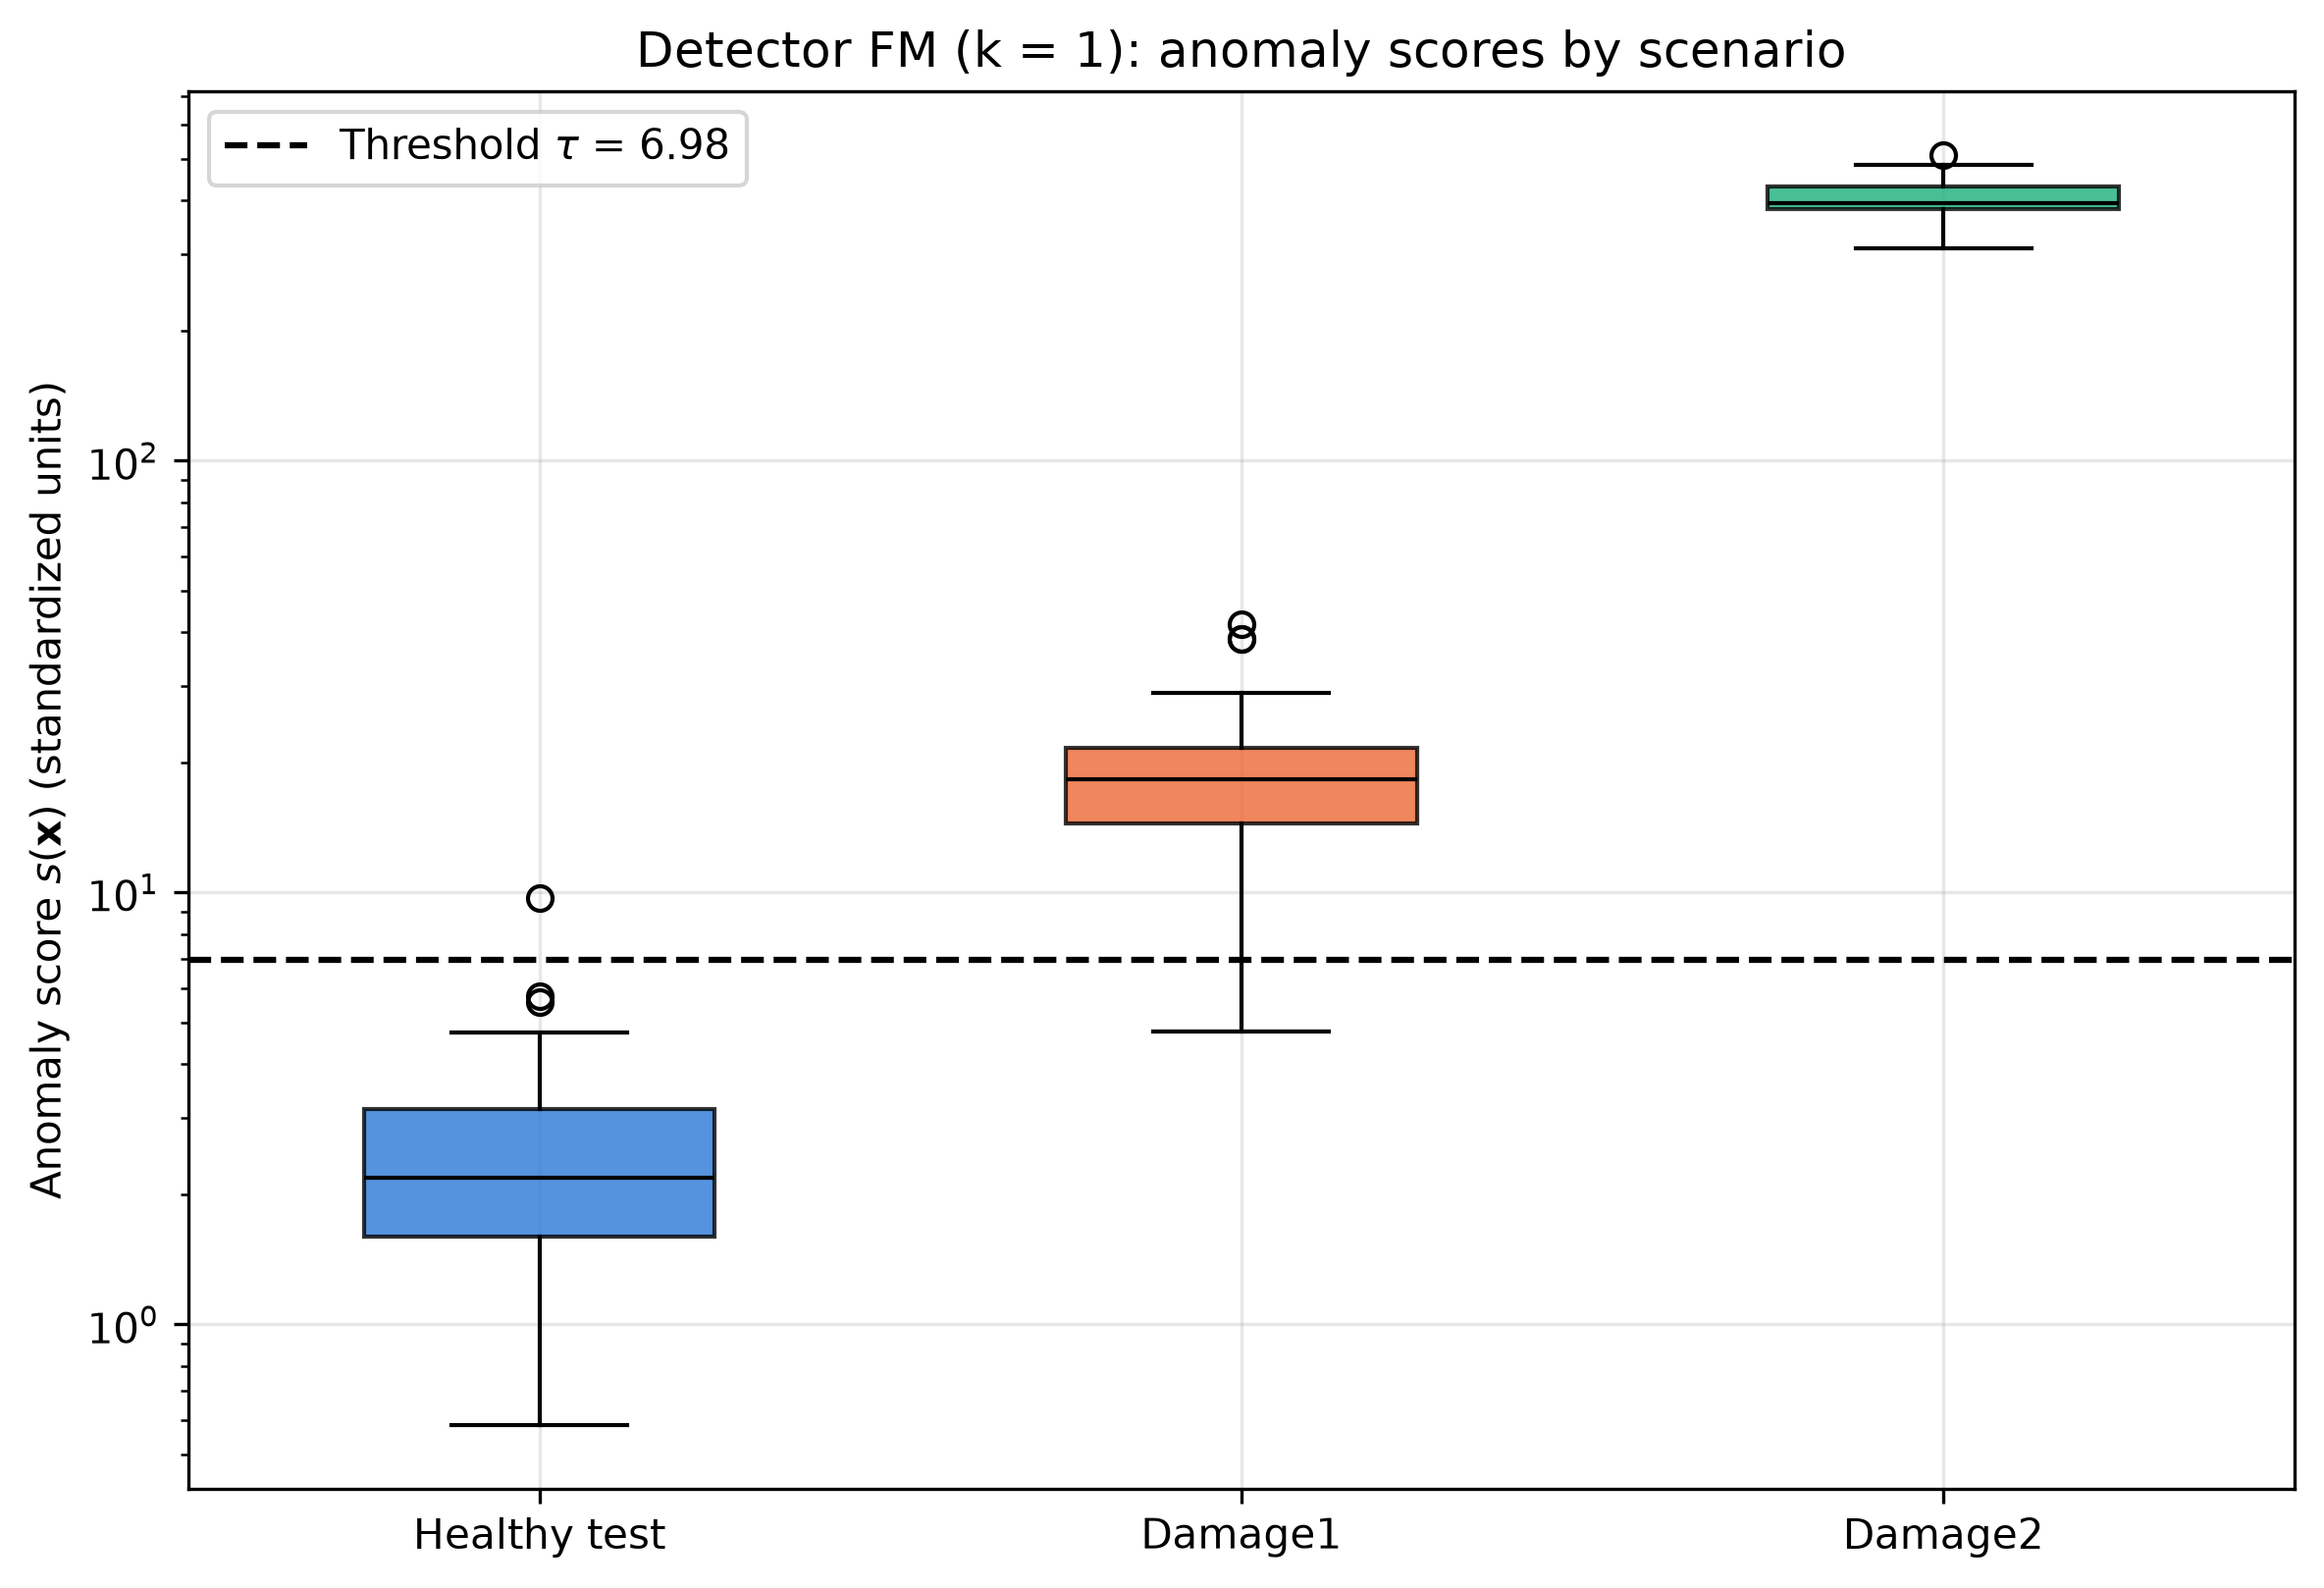 Detector FM (k = 1): anomaly scores by scenario
Threshold τ = 6.98
Anomaly score s(x) (standardized units)
10²
10¹
10⁰
Healthy test
Damage1
Damage2